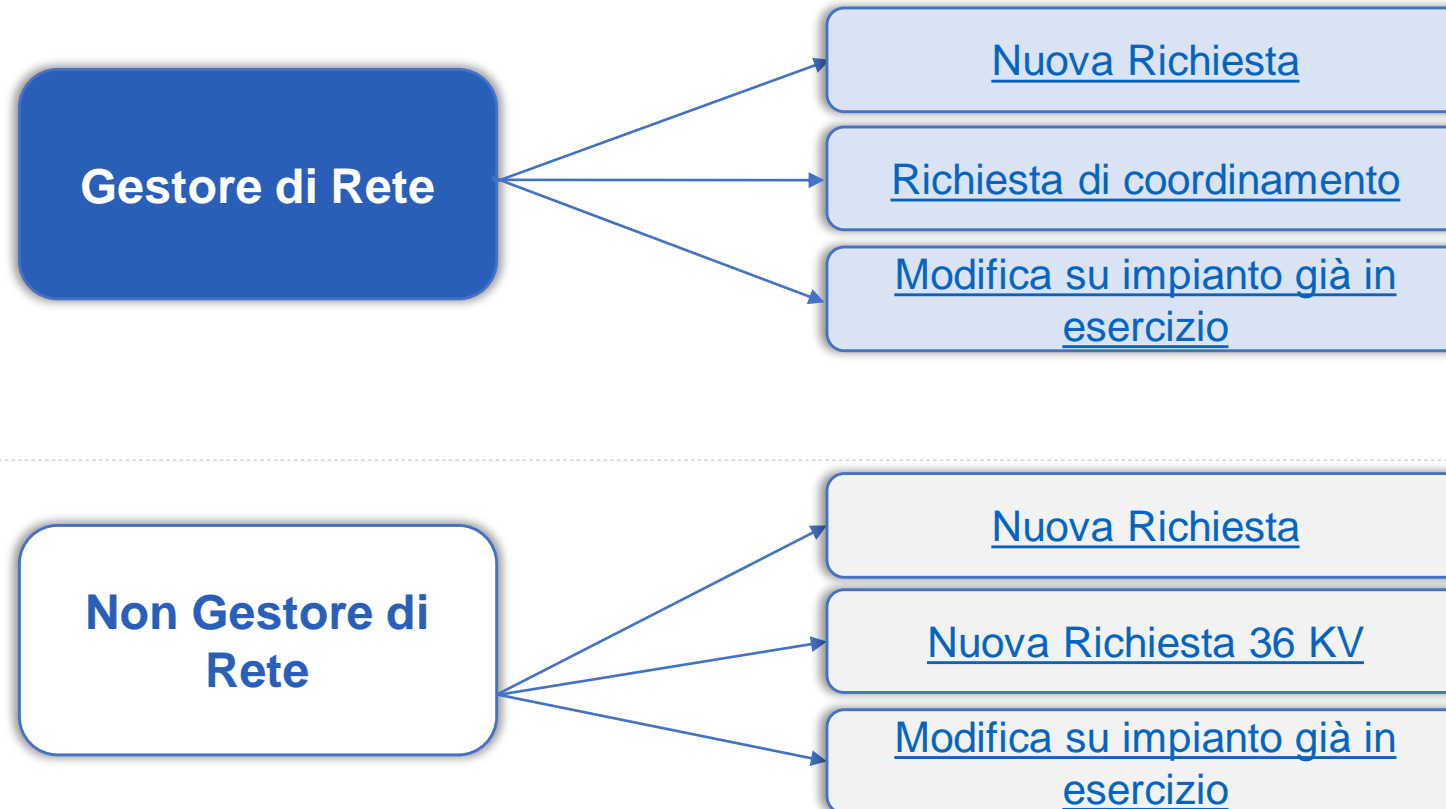 Gestore di Rete
Nuova Richiesta
Richiesta di coordinamento
Modifica su impianto già in
esercizio
Non Gestore di
Rete
Nuova Richiesta
Nuova Richiesta 36 KV
Modifica su impianto già in
esercizio